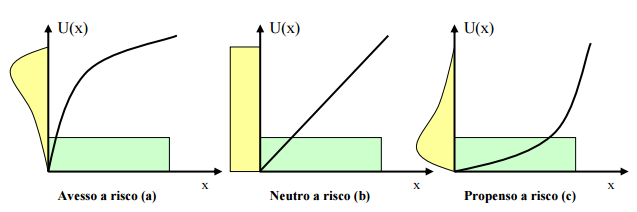 U(x)
U(x)
U(x)
x
x
x
Avesso a risco (a)
Neutro a risco (b)
Propenso a risco (c)